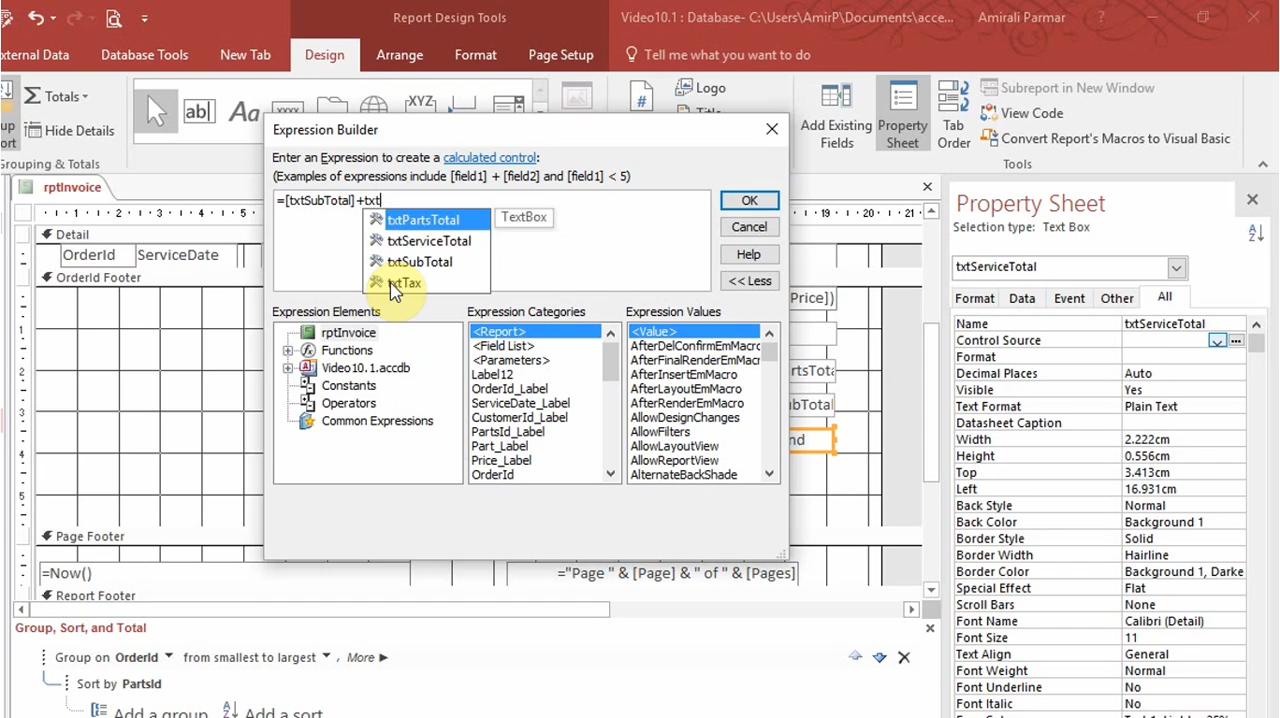 Report Design Tools
Video10.1 : Database- C:\Users\AmirP\Documents\acce...
Amirali Parmar
?
External Data
Database Tools
New Tab
Design
Arrange
Format
Page Setup
Tell me what you want to do
Totals
Hide Details
Grouping & Totals
ab|
Aa
XYZ
Logo
Title
Add Existing
Fields
Property
Sheet
Tab
Order
Subreport in New Window
View Code
Convert Report's Macros to Visual Basic
Tools
rptInvoice
Detail
OrderId
ServiceDate
OrderId Footer
Page Footer
=Now()
="Page " & [Page] & " of " & [Pages]
Report Footer
Price])
Expression Builder
Enter an Expression to create a calculated control:
(Examples of expressions include [field1] + [field2] and [field1] < 5)
=[txtSubTotal]+txt
txtPartsTotal
TextBox
txtServiceTotal
txtSubTotal
txtTax
OK
Cancel
Help
<< Less
Expression Elements
rptInvoice
Functions
Video10.1.accdb
Constants
Operators
Common Expressions
Expression Categories
<Report>
<Field List>
<Parameters>
Label12
OrderId_Label
ServiceDate_Label
CustomerId_Label
PartsId_Label
Part_Label
Price_Label
OrderId
Expression Values
<Value>
AfterDelConfirmEmMacr
AfterFinalRenderEmMacr
AfterInsertEmMacro
AfterLayoutEmMacro
AfterRenderEmMacro
AllowDesignChanges
AllowFilters
AllowLayoutView
AllowReportView
AlternateBackShade
Group, Sort, and Total
Group on OrderId from smallest to largest , More
Sort by PartsId
Add a group
Add a sort
Property Sheet
Selection type: Text Box
txtServiceTotal
Format
Data
Event
Other
All
Name txtServiceTotal
Control Source
Format
Decimal Places Auto
Visible Yes
Text Format Plain Text
Datasheet Caption
Width 2.222cm
Height 0.556cm
Top 3.413cm
Left 16.931cm
Back Style Normal
Back Color Background 1
Border Style Solid
Border Width Hairline
Border Color Background 1, Darke
Special Effect Flat
Scroll Bars None
Font Name Calibri (Detail)
Font Size 11
Text Align General
Font Weight Normal
Font Underline No
Font Italic No